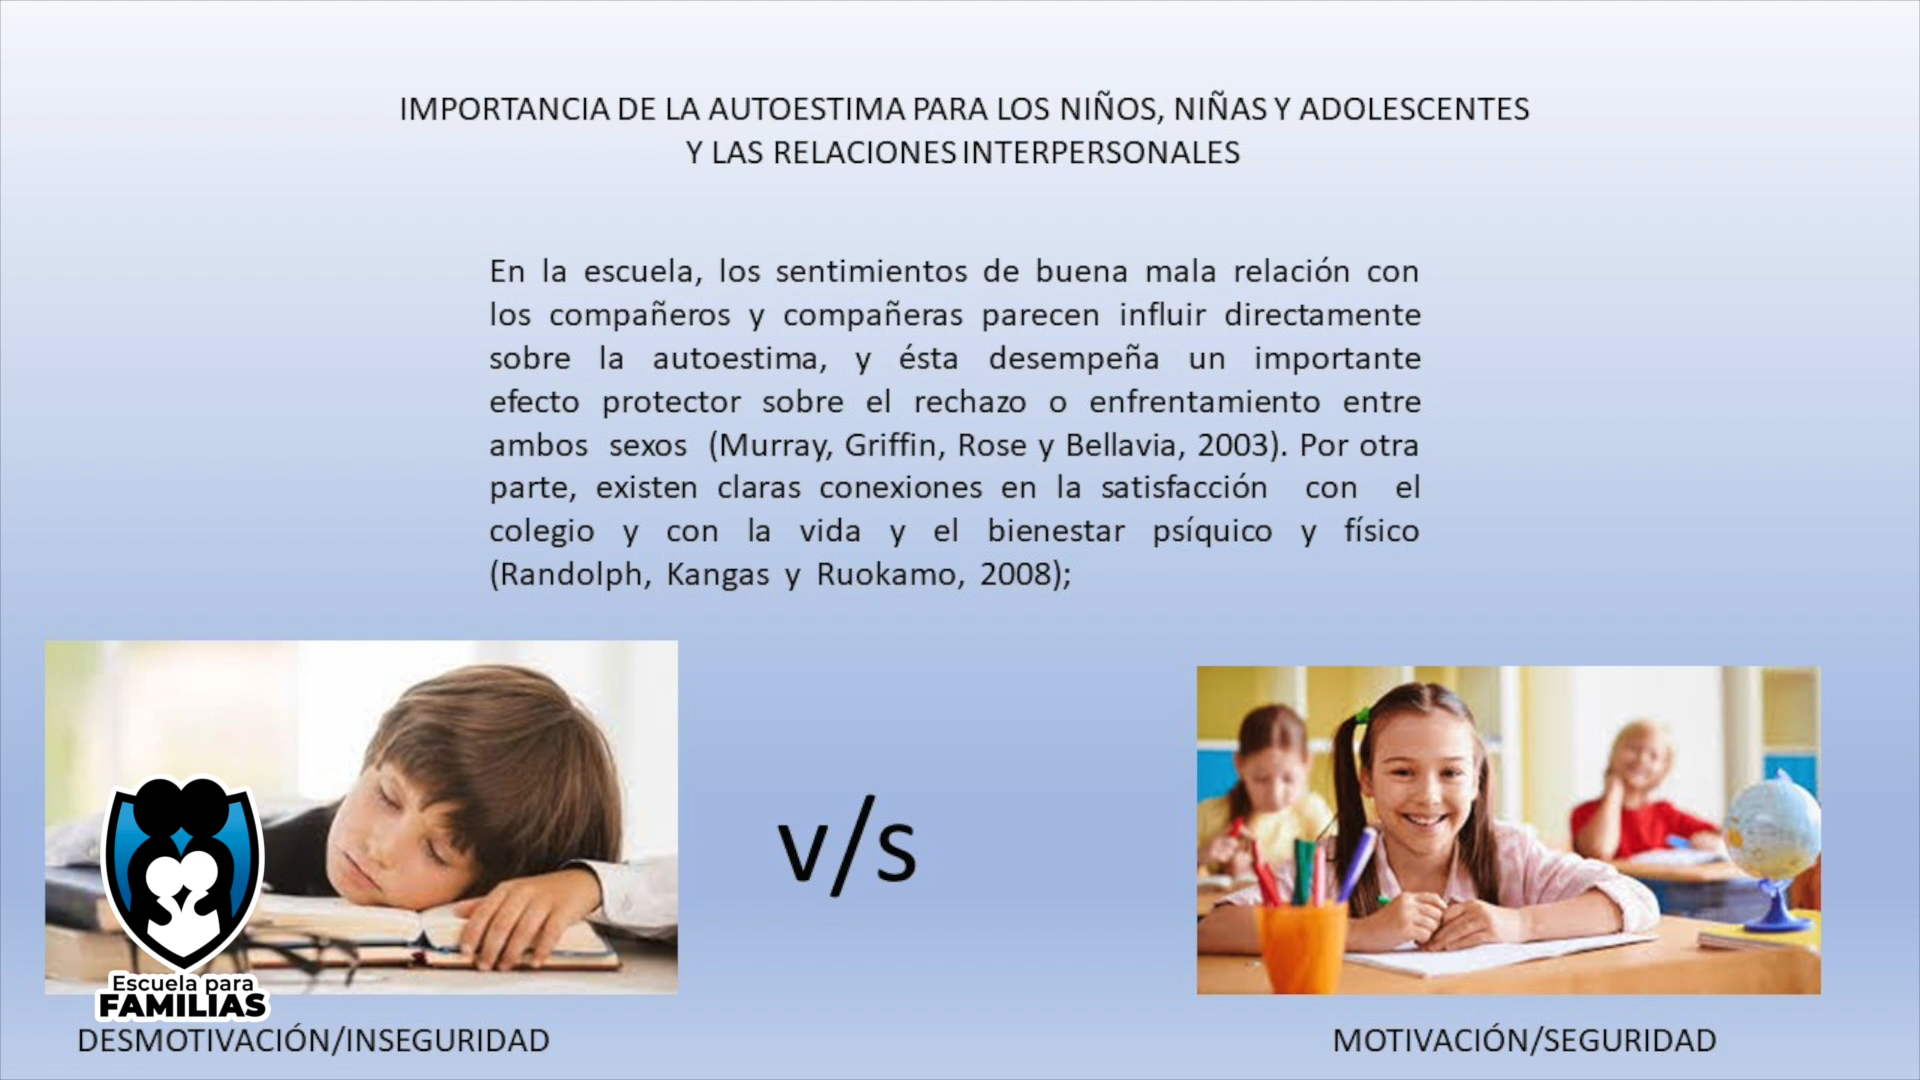 IMPORTANCIA DE LA AUTOESTIMA PARA LOS NIÑOS, NIÑAS Y ADOLESCENTES
Y LAS RELACIONES INTERPERSONALES
En la escuela, los sentimientos de buena mala relación con
los compañeros y compañeras parecen influir directamente
sobre la autoestima, y ésta desempeña un importante
efecto protector sobre el rechazo o enfrentamiento entre
ambos sexos (Murray, Griffin, Rose y Bellavia, 2003). Por otra
parte, existen claras conexiones en la satisfacción con el
colegio y con la vida y el bienestar psíquico y físico
(Randolph, Kangas y Ruokamo, 2008);
v/s
Escuela para
FAMILIAS
DESMOTIVACIÓN/INSEGURIDAD
MOTIVACIÓN/SEGURIDAD